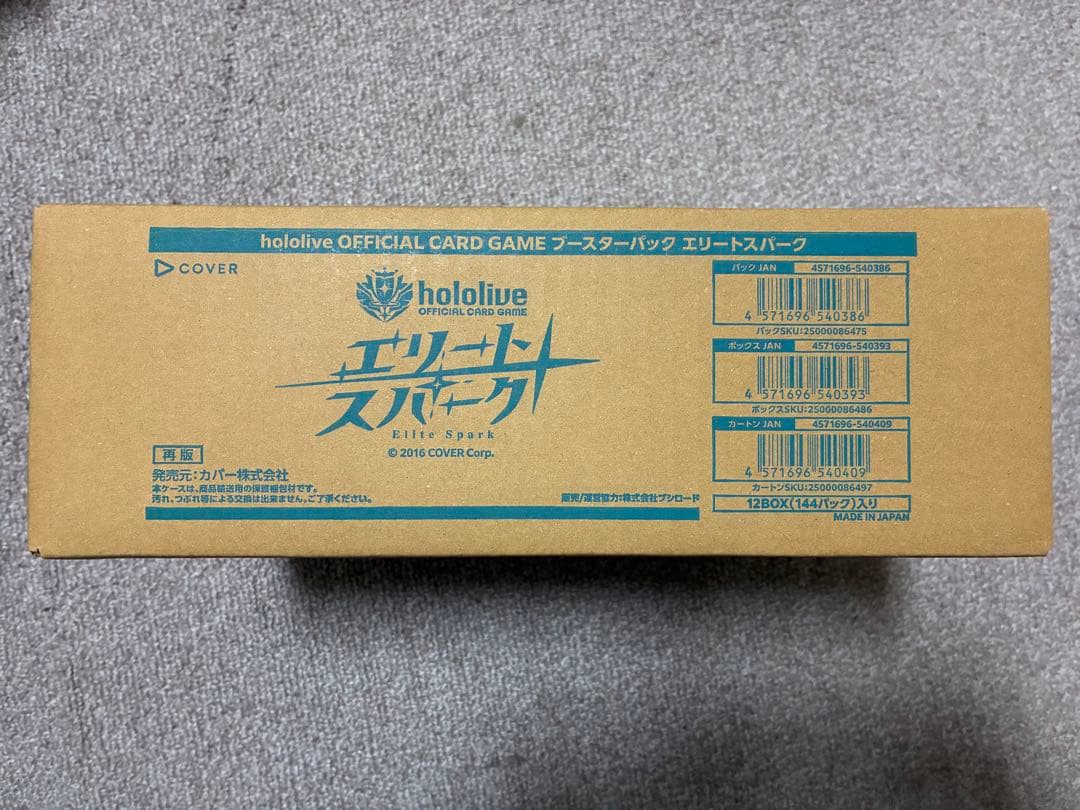 hololive OFFICIAL CARD GAME ブースターパック エリートスパーク
COVER
hololive
OFFICIAL CARD GAME
エリート
スパーク
Elite Spark
© 2016 COVER Corp.
再版
発売元:カバー株式会社
本ケースは、商品輸送用の保護梱包材です。
汚れ、つぶれ等による交換は出来ません。ご了承ください。
販売/運営協力:株式会社ブシロード
パック JAN 4571696-540386
4 571696 540386
パックSKU:25000086475
ボックス JAN 4571696-540393
4 571696 540393
ボックスSKU:25000086486
カートン JAN 4571696-540409
4 571696 540409
カートンSKU:25000086497
12BOX(144パック)入り
MADE IN JAPAN